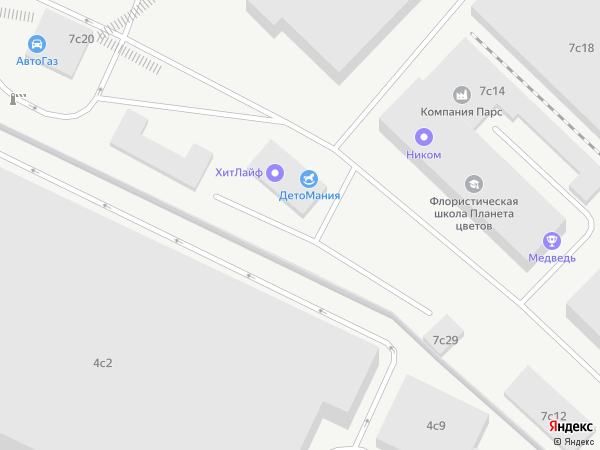 7с20
АвтоГаз
7с18
7с14
Компания Парс
Ником
ХитЛайф
ДетоМания
Флористическая
школа Планета
цветов
Медведь
7с29
4с2
7с12
4с9
Яндекс
© Яндекс